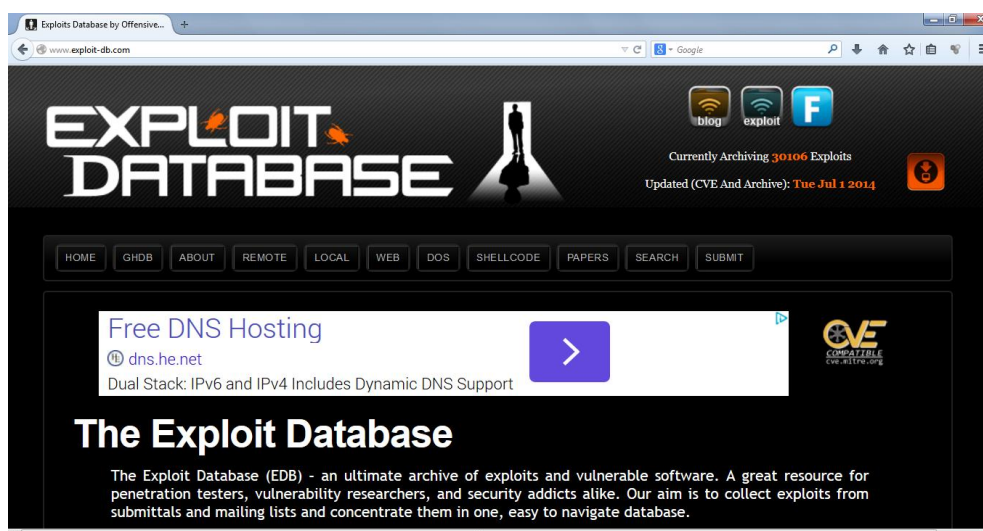 Exploits Database by Offensive...
www.exploit-db.com
Google
EXPLOIT
DATABASE
blog
exploit
F
Currently Archiving 30106 Exploits
Updated (CVE And Archive): Tue Jul 1 2014
HOME GHDB ABOUT REMOTE LOCAL WEB DOS SHELLCODE PAPERS SEARCH SUBMIT
Free DNS Hosting
dns.he.net
Dual Stack: IPv6 and IPv4 Includes Dynamic DNS Support
CVE
COMPATIBLE
cve.mitre.org
The Exploit Database
The Exploit Database (EDB) - an ultimate archive of exploits and vulnerable software. A great resource for
penetration testers, vulnerability researchers, and security addicts alike. Our aim is to collect exploits from
submittals and mailing lists and concentrate them in one, easy to navigate database.